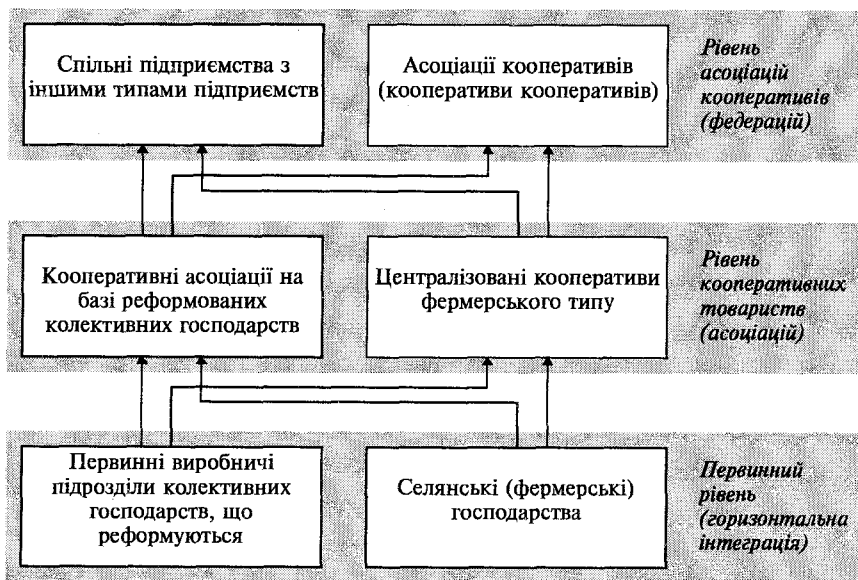 Спільні підприємства з
іншими типами підприємств
Асоціації кооперативів
(кооперативи кооперативів)
Рівень
асоціацій
кооперативів
(федерацій)
Кооперативні асоціації на
базі реформованих
колективних господарств
Централізовані кооперативи
фермерського типу
Рівень
кооперативних
товариств
(асоціацій)
Первинні виробничі
підрозділи колективних
господарств, що
реформуються
Селянські (фермерські)
господарства
Первинний
рівень
(горизонтальна
інтеграція)